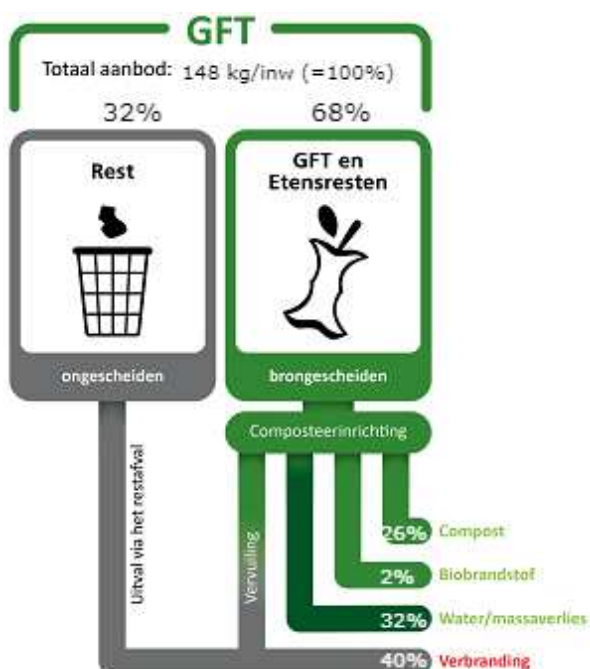 GFT
Totaal aanbod: 148 kg/inw (=100%)
32%
68%
Rest
GFT en
Etensresten
ongescheiden
brongescheiden
Composteerinrichting
Uitval via het restafval
Vervuiling
26% Compost
2% Biobrandstof
32% Water/massaverlies
40% Verbranding